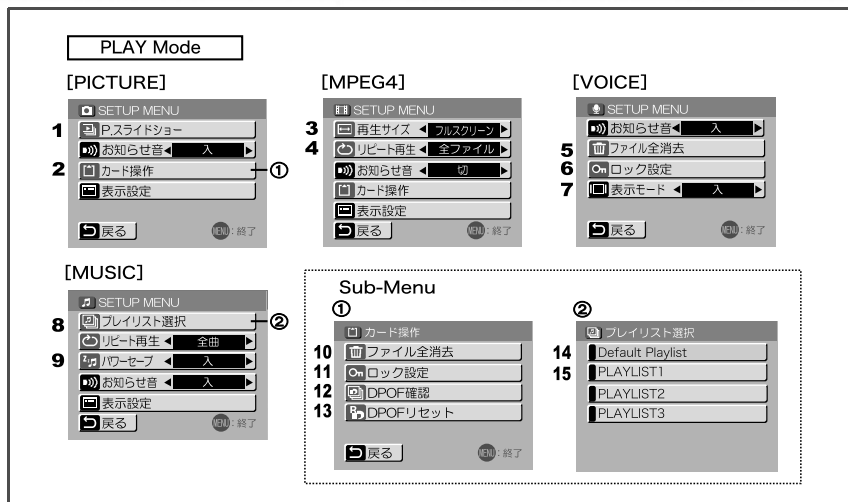 PLAY Mode
[PICTURE]
SETUP MENU
1 P.スライドショー
お知らせ音 入
2 カード操作 ①
表示設定
戻る MENU:終了
[MPEG4]
SETUP MENU
3 再生サイズ フルスクリーン
4 リピート再生 全ファイル
お知らせ音 切
カード操作
表示設定
戻る MENU:終了
[VOICE]
SETUP MENU
お知らせ音 入
5 ファイル全消去
6 ロック設定
7 表示モード 入
戻る MENU:終了
[MUSIC]
SETUP MENU
8 プレイリスト選択 ②
リピート再生 全曲
9 パワーセーブ 入
お知らせ音 入
表示設定
戻る MENU:終了
Sub-Menu
①
カード操作
10 ファイル全消去
11 ロック設定
12 DPOF確認
13 DPOFリセット
戻る MENU:終了
②
プレイリスト選択
14 Default Playlist
15 PLAYLIST1
PLAYLIST2
PLAYLIST3